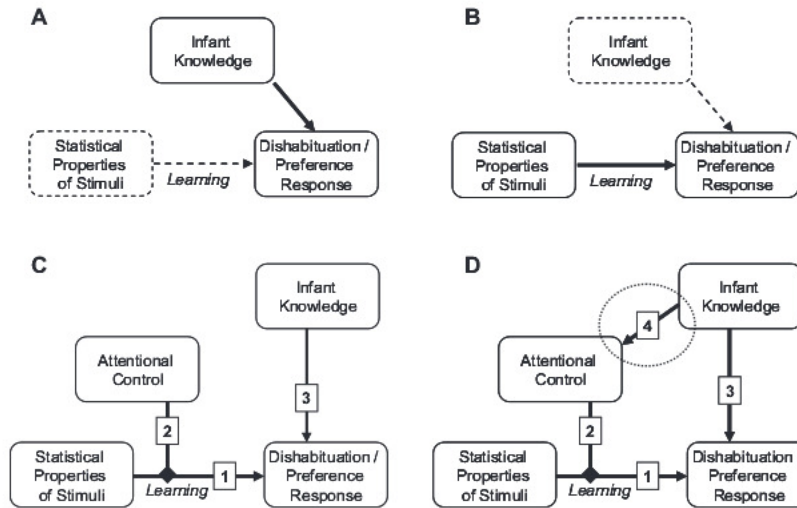 A
Infant
Knowledge
Statistical
Properties
of Stimuli
Learning
Dishabituation /
Preference
Response
B
Infant
Knowledge
Statistical
Properties
of Stimuli
Learning
Dishabituation /
Preference
Response
C
Infant
Knowledge
Attentional
Control
2
3
Statistical
Properties
of Stimuli
Learning
1
Dishabituation /
Preference
Response
D
Infant
Knowledge
4
Attentional
Control
2
3
Statistical
Properties
of Stimuli
Learning
1
Dishabituation
Preference
Response